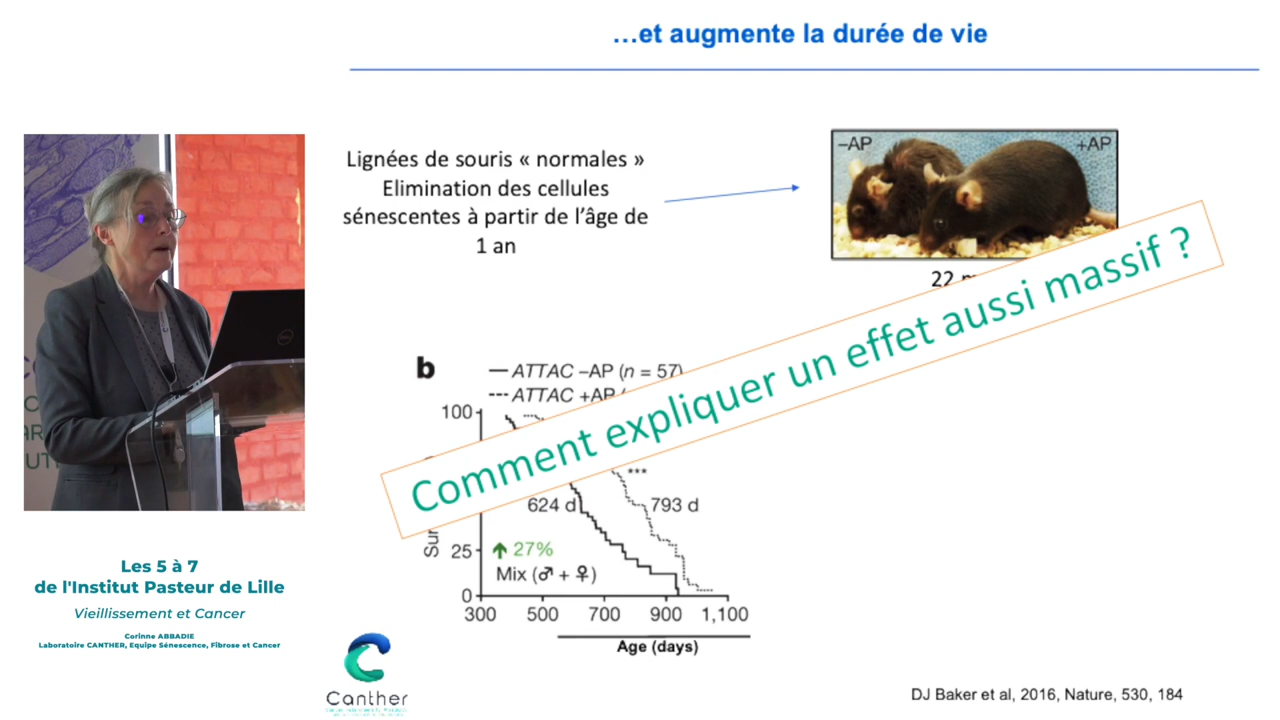 …et augmente la durée de vie
Lignées de souris « normales »
Elimination des cellules
sénescentes à partir de l'âge de
1 an
–AP
+AP
22
Comment expliquer un effet aussi massif ?
b
ATTAC –AP (n = 57)
ATTAC +AP
100
25
0
***
624 d
793 d
27%
Mix (♂ + ♀)
300 500 700 900 1,100
Age (days)
DJ Baker et al, 2016, Nature, 530, 184
Les 5 à 7
de l'Institut Pasteur de Lille
Vieillissement et Cancer
Corinne ABBADIE
Laboratoire CANTHER, Equipe Sénescence, Fibrose et Cancer
Canther
DELL